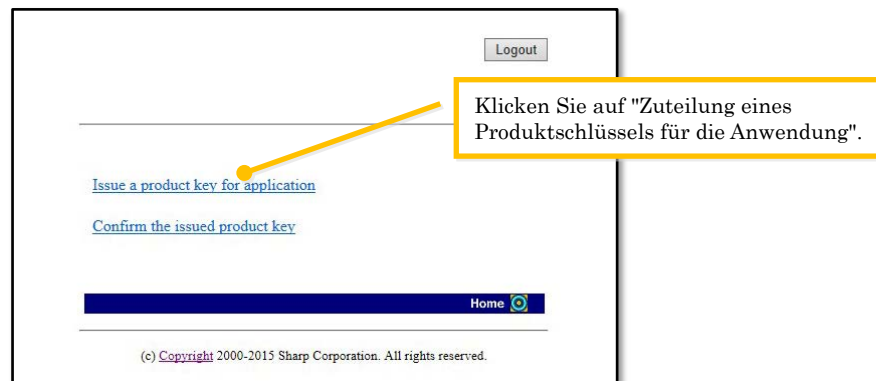 Logout
Klicken Sie auf "Zuteilung eines
Produktschlüssels für die Anwendung".
Issue a product key for application
Confirm the issued product key
Home
(c) Copyright 2000-2015 Sharp Corporation. All rights reserved.